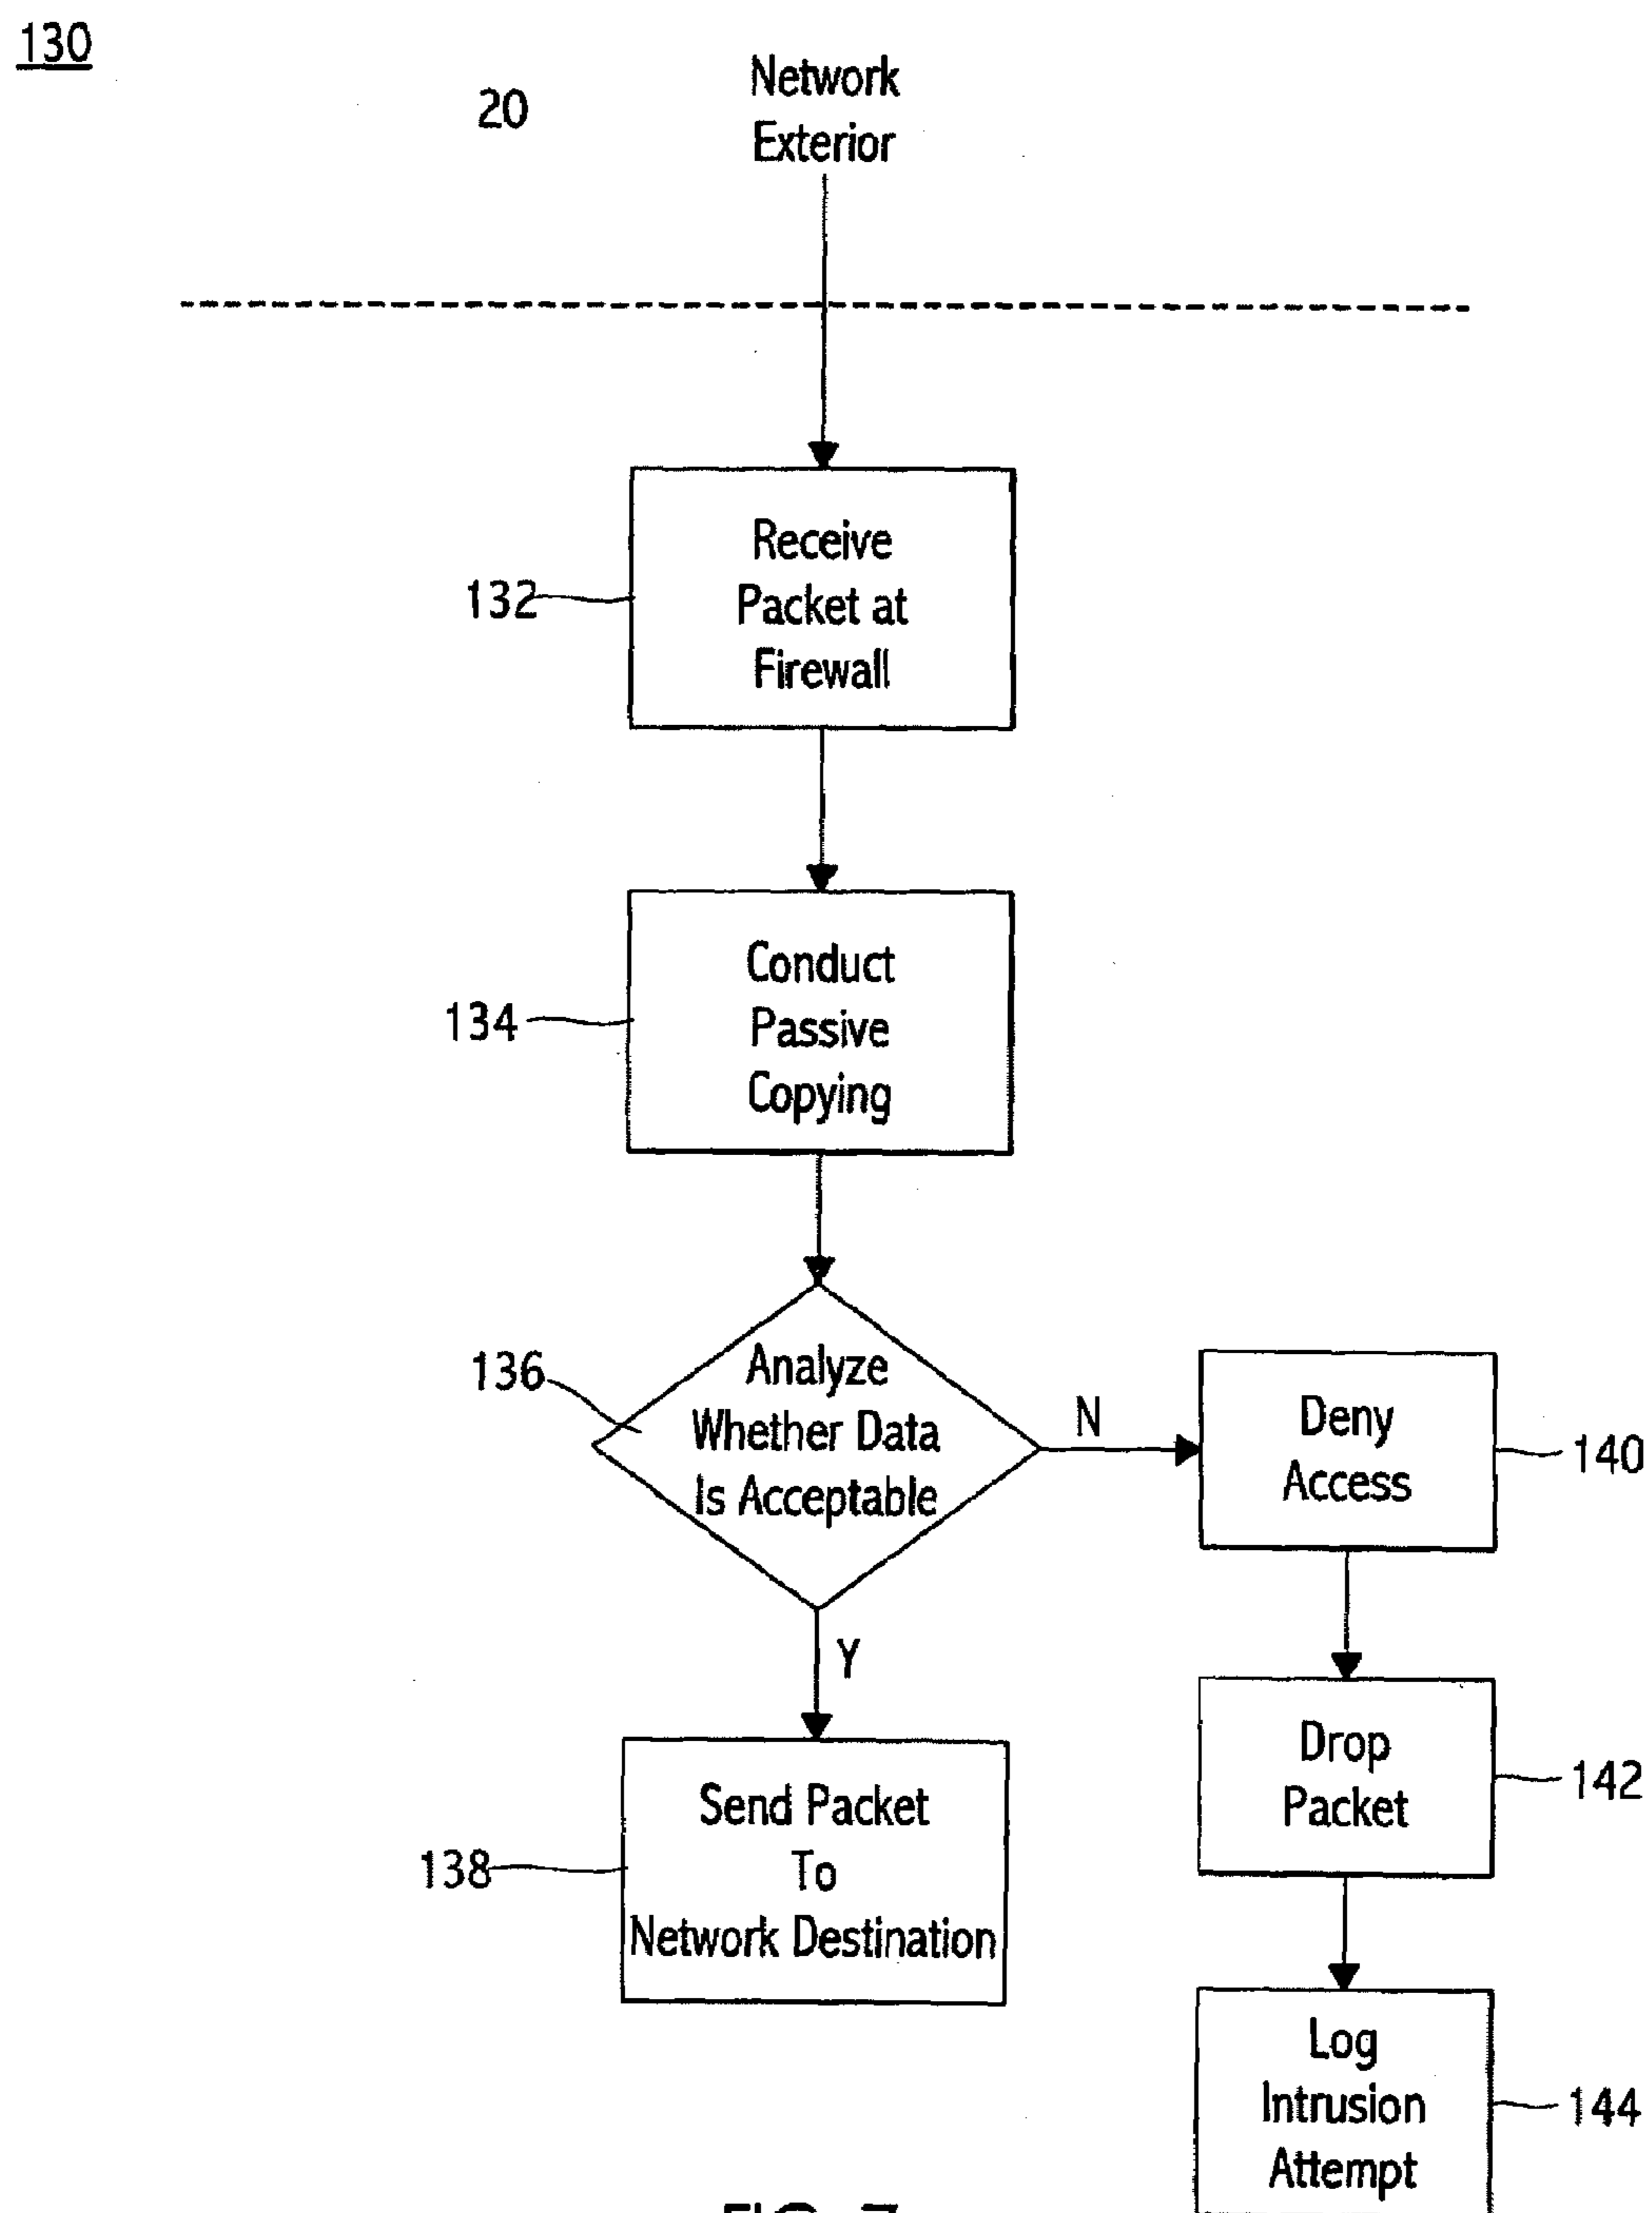 130
20
Network
Exterior
132
Receive
Packet at
Firewall
134
Conduct
Passive
Copying
136
Analyze
Whether Data
Is Acceptable
N
Deny
Access
140
Y
Drop
Packet
142
138
Send Packet
To
Network Destination
Log
Intrusion
Attempt
144